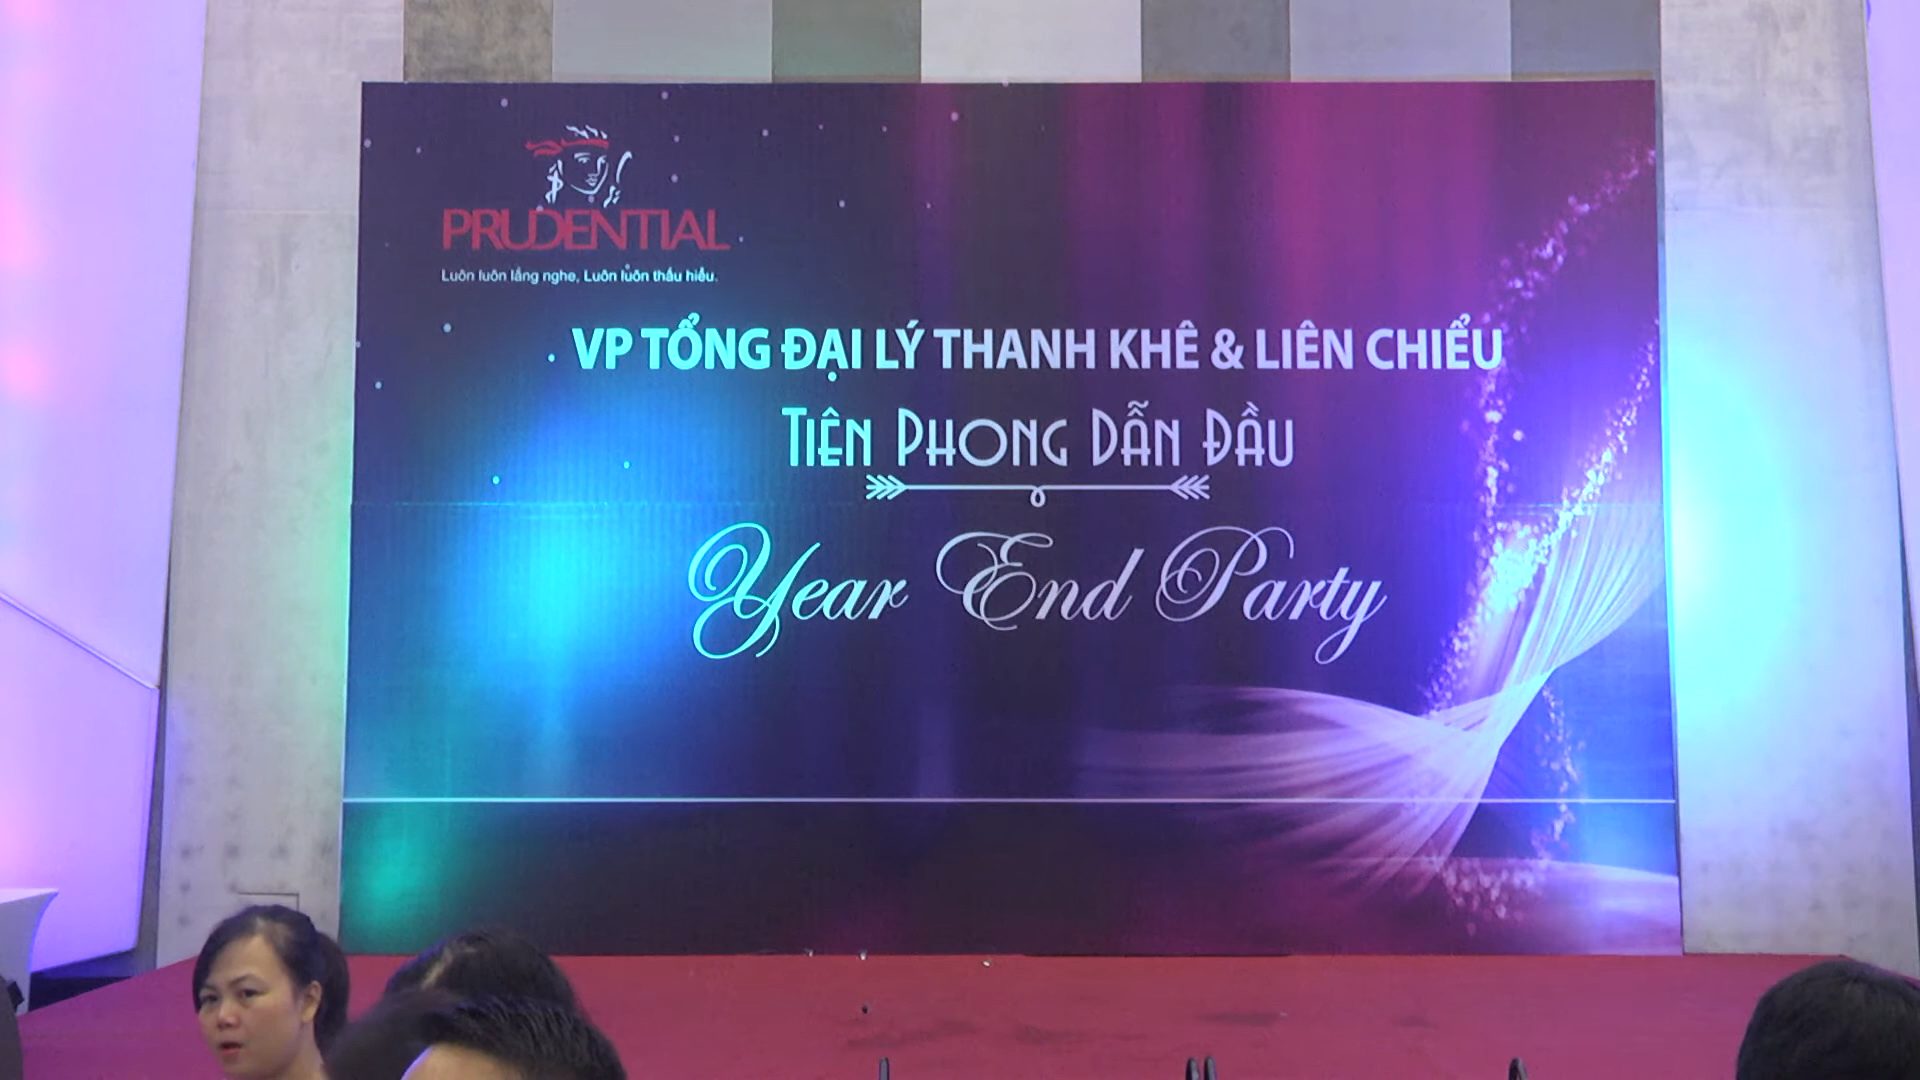 PRUDENTIAL
Luôn luôn lắng nghe, Luôn luôn thấu hiểu.
VP TỔNG ĐẠI LÝ THANH KHÊ & LIÊN CHIỂU
TIÊN PHONG DẪN ĐẦU
Year End Party